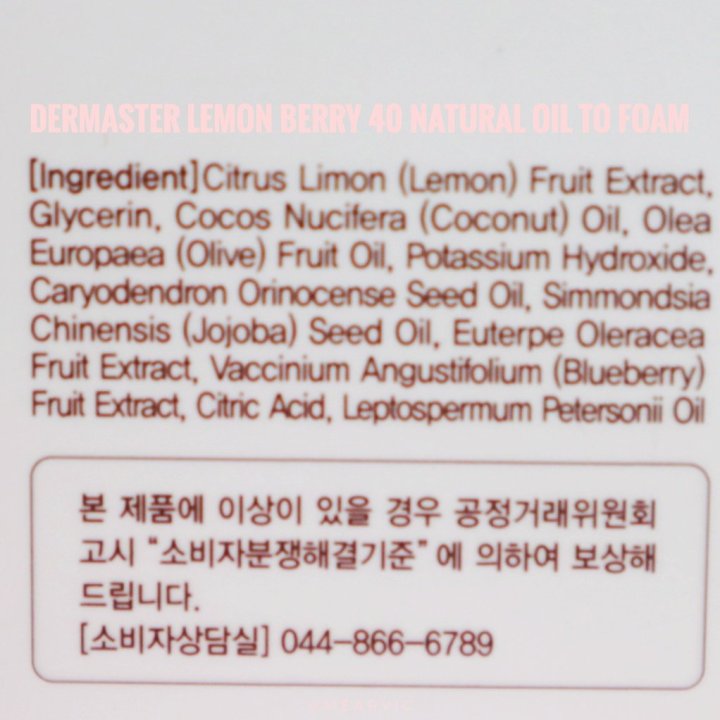 DERMASTER LEMON BERRY 40 NATURAL OIL TO FOAM
[Ingredient]Citrus Limon (Lemon) Fruit Extract,
Glycerin, Cocos Nucifera (Coconut) Oil, Olea
Europaea (Olive) Fruit Oil, Potassium Hydroxide,
Caryodendron Orinocense Seed Oil, Simmondsia
Chinensis (Jojoba) Seed Oil, Euterpe Oleracea
Fruit Extract, Vaccinium Angustifolium (Blueberry)
Fruit Extract, Citric Acid, Leptospermum Petersonii Oil
본 제품에 이상이 있을 경우 공정거래위원회
고시 "소비자분쟁해결기준"에 의하여 보상해
드립니다.
[소비자상담실] 044-866-6789